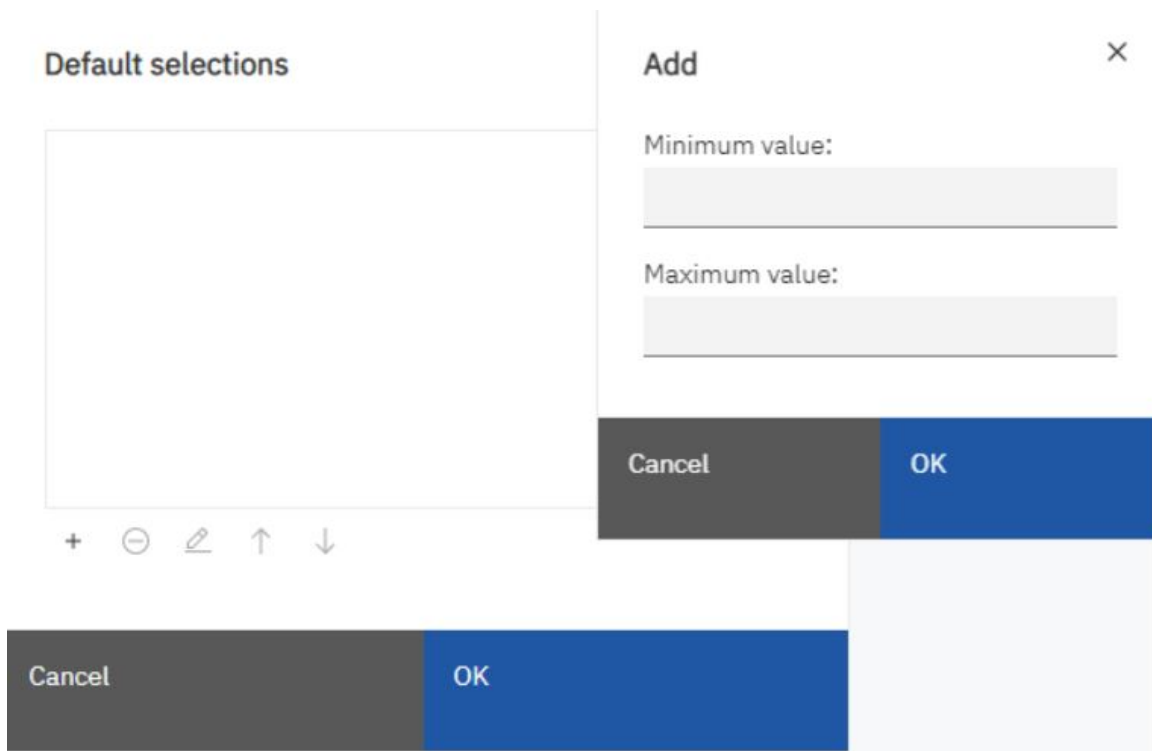 Default selections
Add
Minimum value:
Maximum value:
Cancel
OK
Cancel
OK